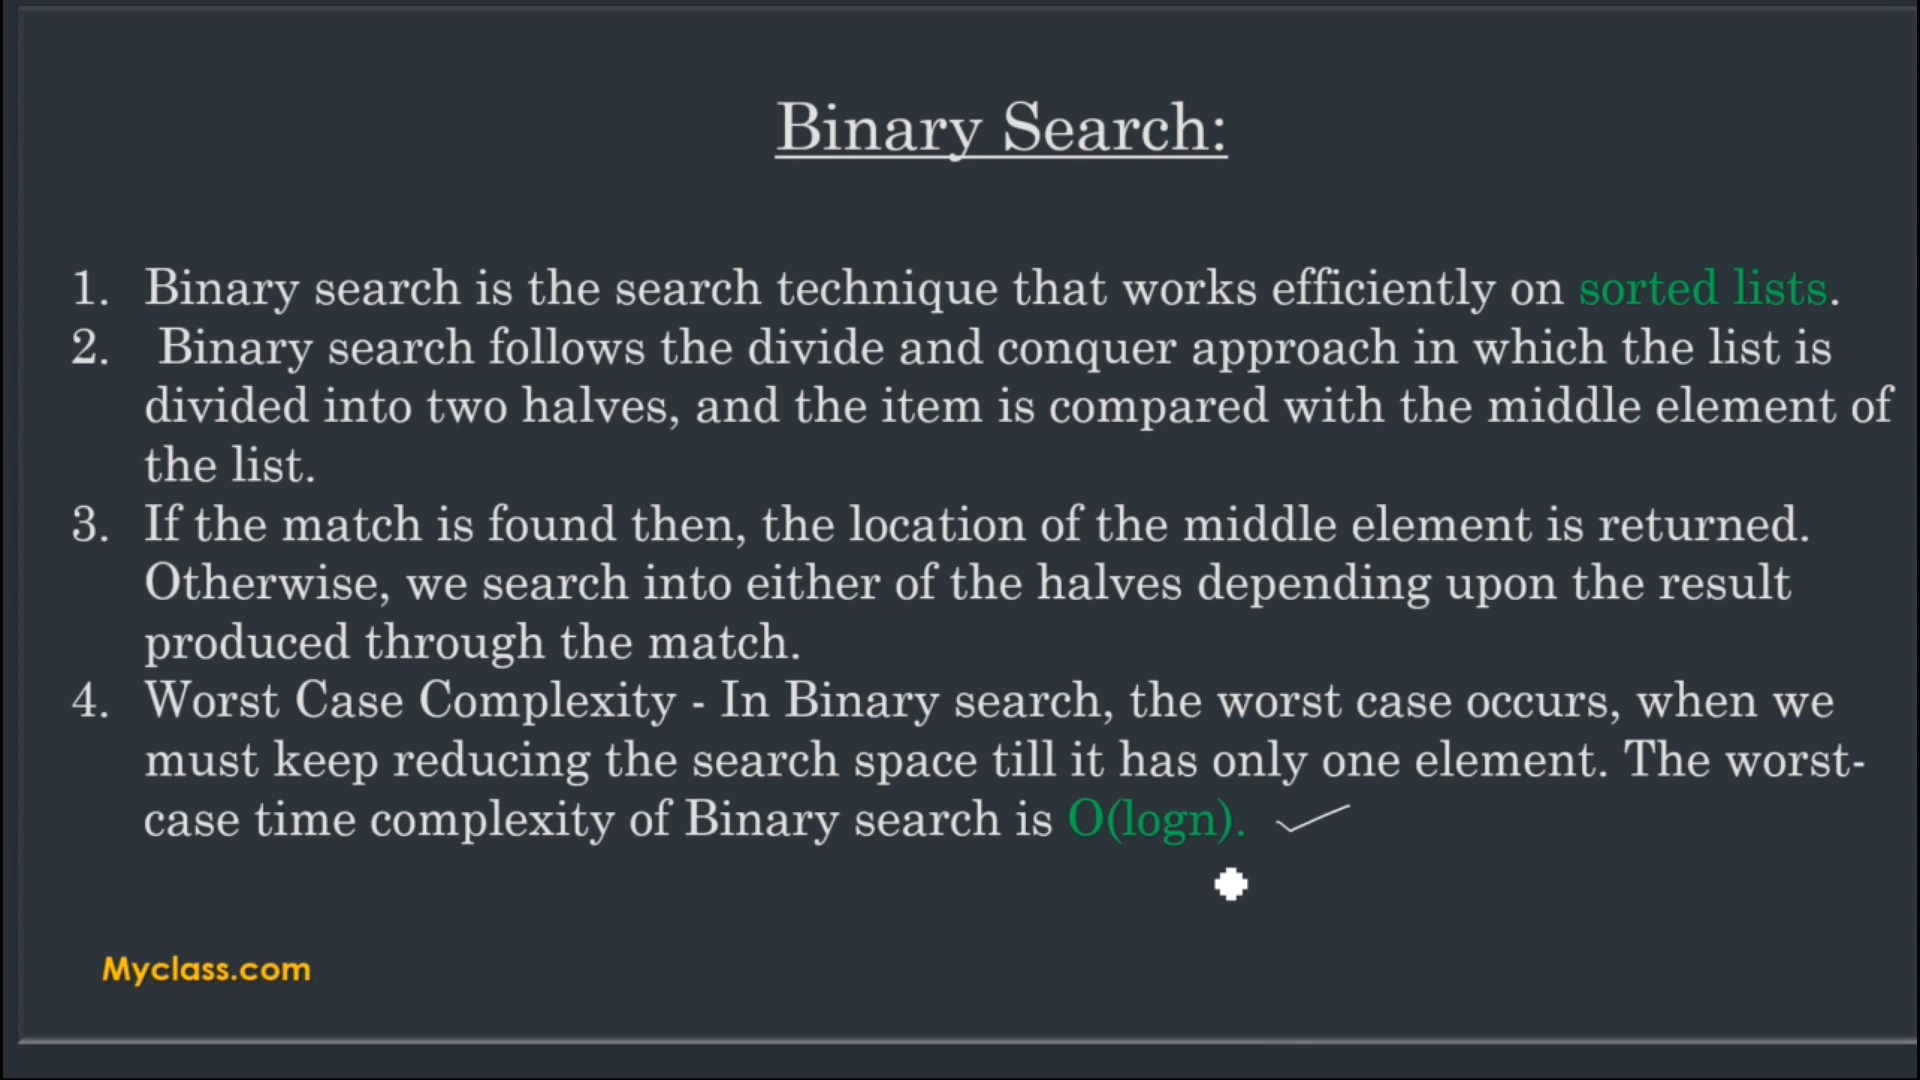 Binary Search:
1. Binary search is the search technique that works efficiently on sorted lists.
2. Binary search follows the divide and conquer approach in which the list is
divided into two halves, and the item is compared with the middle element of
the list.
3. If the match is found then, the location of the middle element is returned.
Otherwise, we search into either of the halves depending upon the result
produced through the match.
4. Worst Case Complexity - In Binary search, the worst case occurs, when we
must keep reducing the search space till it has only one element. The worst-
case time complexity of Binary search is O(logn).
Myclass.com